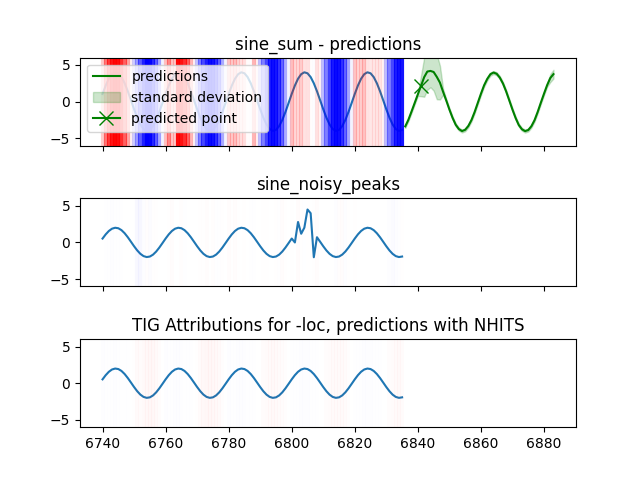 sine_sum - predictions
5
0
−5
predictions
standard deviation
predicted point
sine_noisy_peaks
5
0
−5
TIG Attributions for -loc, predictions with NHITS
5
0
−5
6740 6760 6780 6800 6820 6840 6860 6880